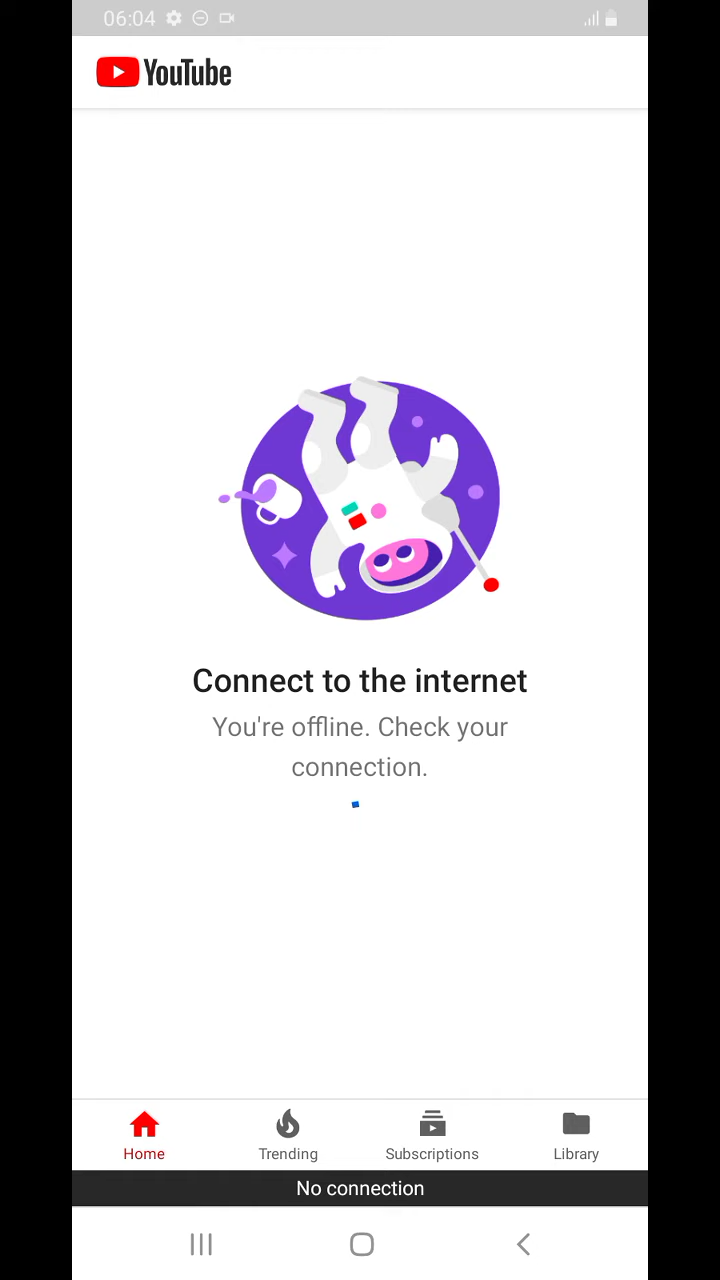 06:04
YouTube
Connect to the internet
You're offline. Check your
connection.
Home
Trending
Subscriptions
Library
No connection